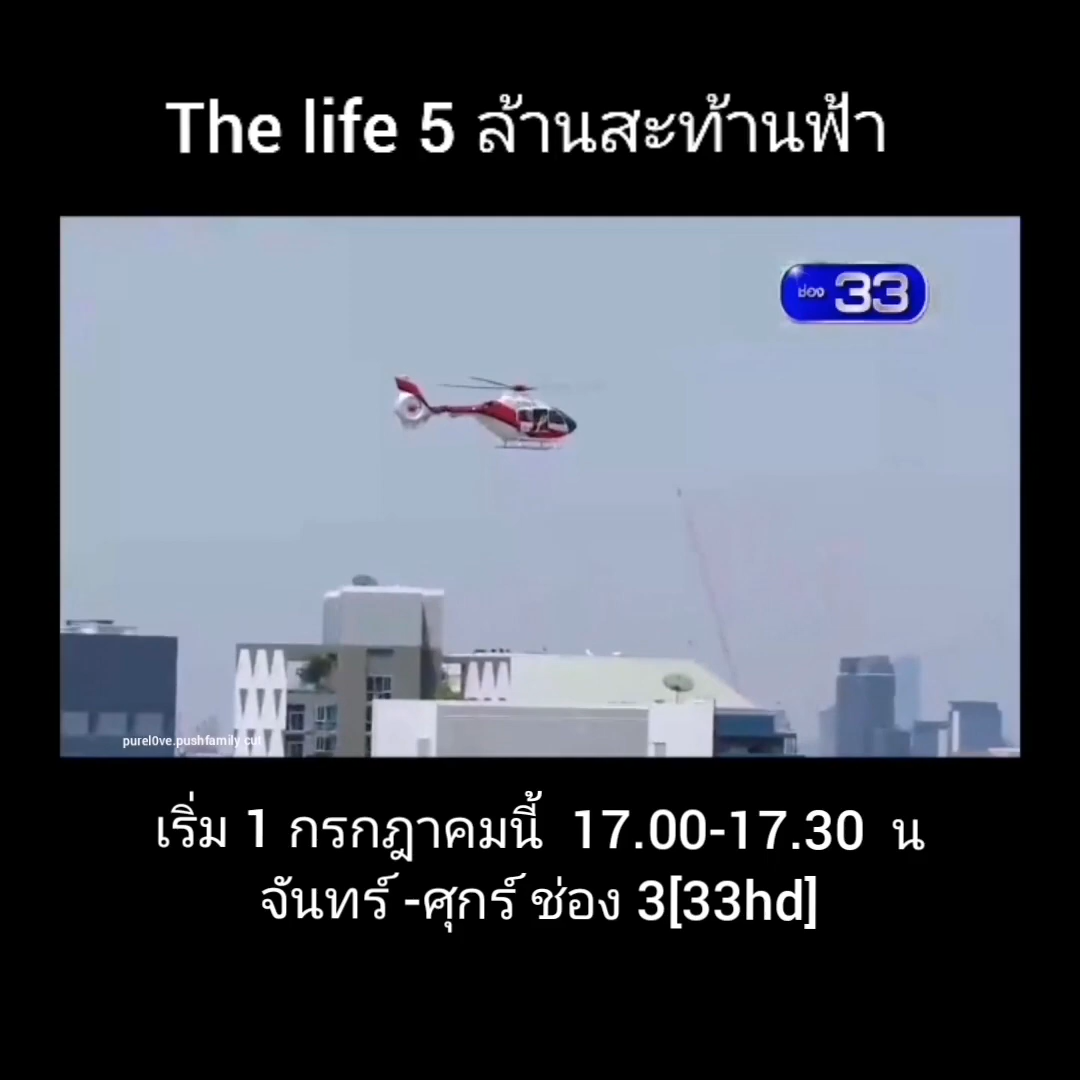 The life 5 ล้านสะท้านฟ้า
ช่อง 33
purel0ve.pushfamily cut
เริ่ม 1 กรกฎาคมนี้ 17.00-17.30 น
จันทร์ -ศุกร์ ช่อง 3[33hd]